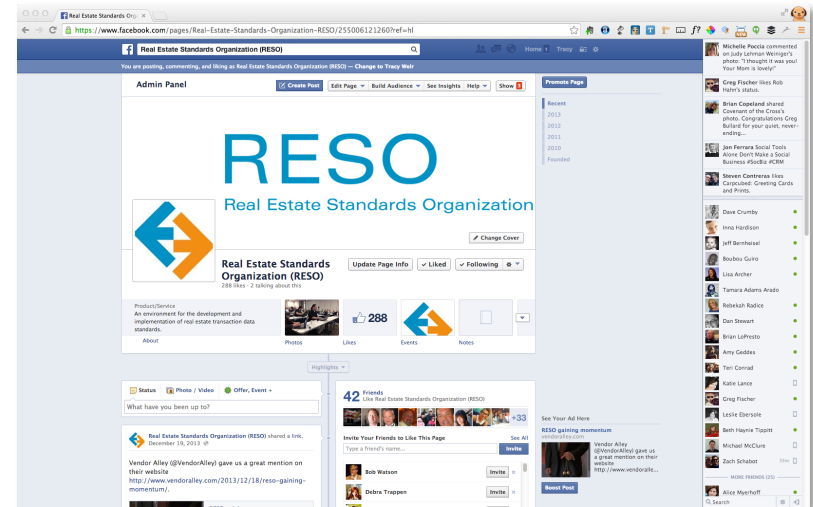 Real Estate Standards Org
https://www.facebook.com/pages/Real-Estate-Standards-Organization-RESO/255006121260?ref=hl
Real Estate Standards Organization (RESO)
Home 1 Tracy
You are posting, commenting, and liking as Real Estate Standards Organization (RESO) — Change to Tracy Weir
Admin Panel
Create Post
Edit Page
Build Audience
See Insights
Help
Show 3
Promote Page
Recent
2013
2012
2011
2010
Founded
RESO
Real Estate Standards Organization
Change Cover
Real Estate Standards
Organization (RESO)
288 likes · 2 talking about this
Update Page Info
Liked
Following
Product/Service
An environment for the development and
implementation of real estate transaction data
standards.
About
Photos
288
Likes
Events
Notes
Highlights
Status
Photo / Video
Offer, Event +
What have you been up to?
Real Estate Standards Organization (RESO) shared a link.
December 19, 2013
Vendor Alley (@VendorAlley) gave us a great mention on
their website
http://www.vendoralley.com/2013/12/18/reso-gaining-
momentum/.
42 Friends
Like Real Estate Standards Organization (RESO)
+33
Invite Your Friends to Like This Page
See All
Type a friend's name...
Invite
Bob Watson
Invite
Debra Trappen
Invite
See Your Ad Here
RESO gaining momentum
vendoralley.com
Vendor Alley
(@VendorAlley) gave us
a great mention on their
website
http://www.vendoralle...
Boost Post
Michelle Poccia commented
on Judy Lehman Weiniger's
photo: "I thought it was you!
Your Mom is lovely!"
Greg Fischer likes Rob
Hahn's status.
Brian Copeland shared
Covenant of the Cross's
photo. Congratulations Greg
Bullard for your quiet, never-
ending...
Jon Ferrara Social Tools
Alone Don't Make a Social
Business #SocBiz #CRM
Steven Contreras likes
Carpcubed: Greeting Cards
and Prints.
Dave Crumby
Inna Hardison
Jeff Bernheisel
Boubou Guiro
Lisa Archer
Tamara Adams Arado
Rebekah Radice
Dan Stewart
Brian LoPresto
Amy Geddes
Teri Conrad
Katie Lance
Greg Fischer
Leslie Ebersole
Beth Haynie Tippitt
Michael McClure
Zach Schabot
MORE FRIENDS (25)
Alice Myerhoff
Search